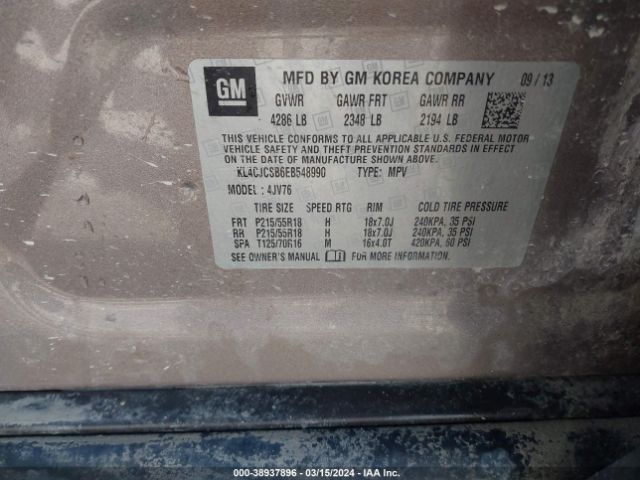 GM MFD BY GM KOREA COMPANY 09 / 13
GVWR GAWR FRT GAWR RR
4286 LB 2348 LB 2194 LB
THIS VEHICLE CONFORMS TO ALL APPLICABLE U.S. FEDERAL MOTOR
VEHICLE SAFETY AND THEFT PREVENTION STANDARDS IN EFFECT
ON THE DATE OF MANUFACTURE SHOWN ABOVE.
KL4CJCSB6EB548990 TYPE: MPV
MODEL : 4JV76
TIRE SIZE SPEED RTG RIM COLD TIRE PRESSURE
FRT P215/55R18 H 18x7.0J 240KPA, 35 PSI
RR P215/55R18 H 18x7.0J 240KPA, 35 PSI
SPA T125/70R16 M 16x4.0T 420KPA, 60 PSI
SEE OWNER'S MANUAL FOR MORE INFORMATION.
000-38937896 — 03/15/2024 — IAA Inc.